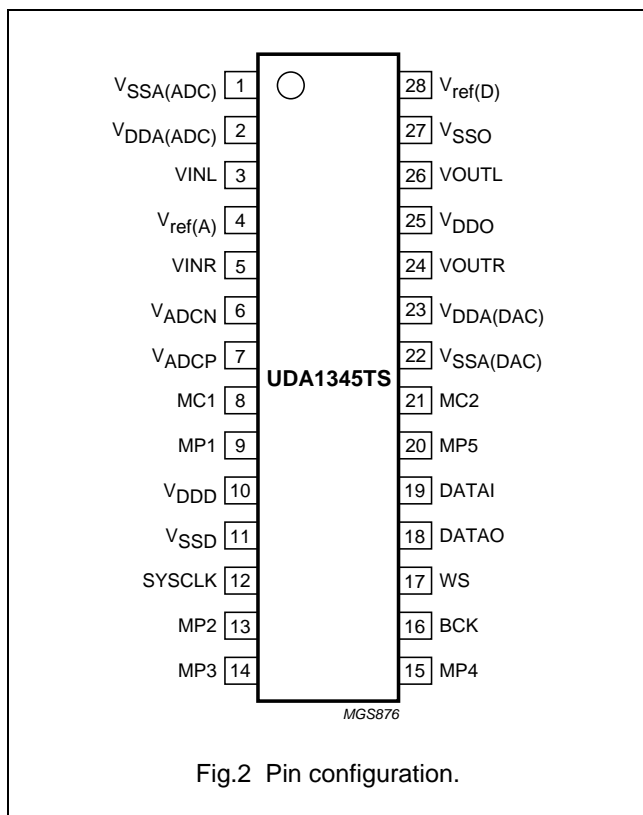 VSSA(ADC) 1 28 Vref(D)
VDDA(ADC) 2 27 VSSO
VINL 3 26 VOUTL
Vref(A) 4 25 VDDO
VINR 5 24 VOUTR
VADCN 6 23 VDDA(DAC)
VADCP 7 22 VSSA(DAC)
UDA1345TS
MC1 8 21 MC2
MP1 9 20 MP5
VDDD 10 19 DATAI
VSSD 11 18 DATAO
SYSCLK 12 17 WS
MP2 13 16 BCK
MP3 14 15 MP4
MGS876
Fig.2 Pin configuration.